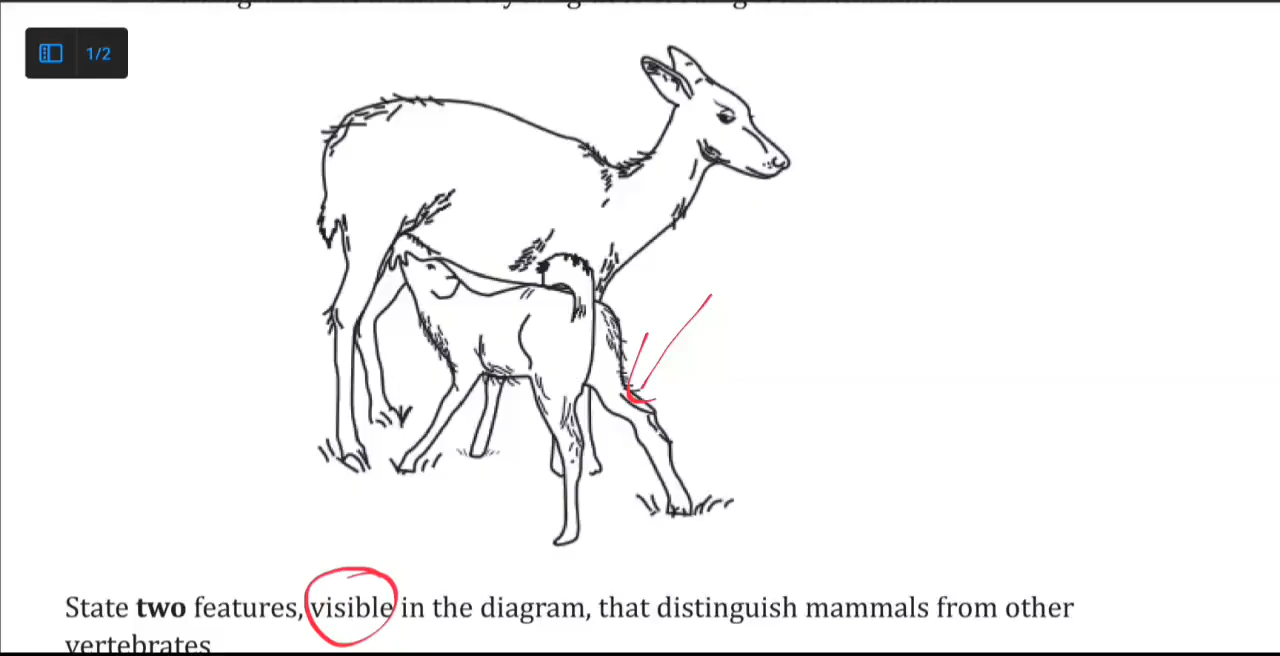 1/2
State two features, visible in the diagram, that distinguish mammals from other
vertebrates